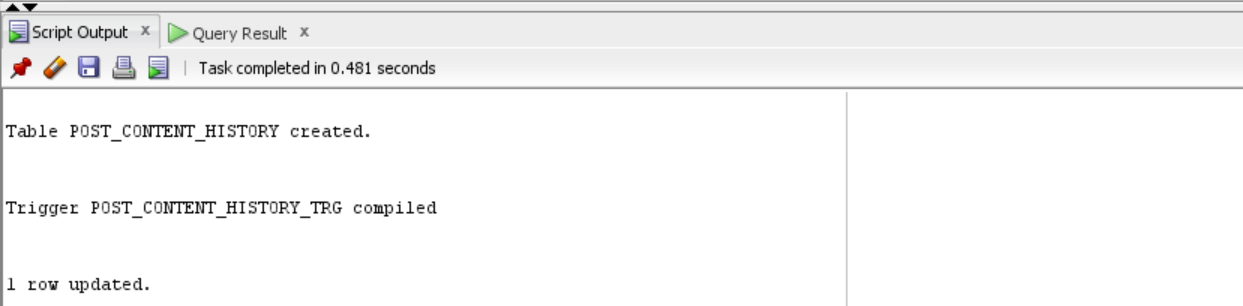 Script Output x Query Result x
Task completed in 0.481 seconds
Table POST_CONTENT_HISTORY created.
Trigger POST_CONTENT_HISTORY_TRG compiled
1 row updated.